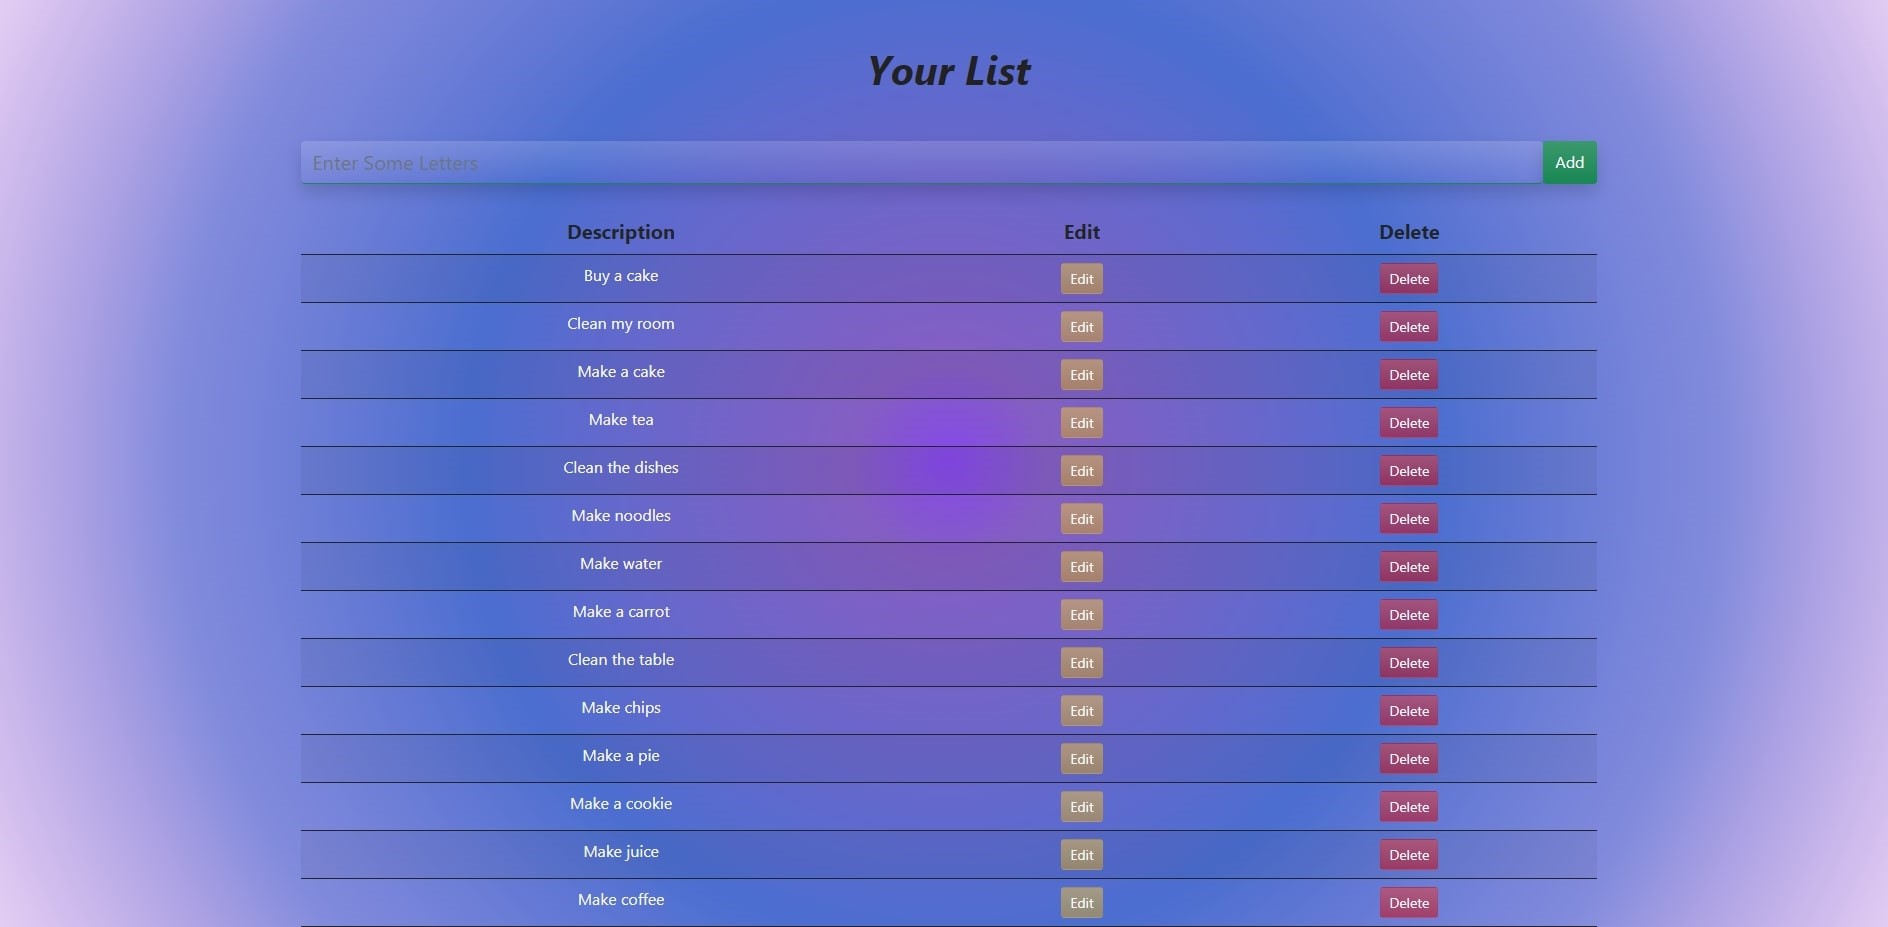 Your List
Enter Some Letters Add
Description Edit Delete
Buy a cake Edit Delete
Clean my room Edit Delete
Make a cake Edit Delete
Make tea Edit Delete
Clean the dishes Edit Delete
Make noodles Edit Delete
Make water Edit Delete
Make a carrot Edit Delete
Clean the table Edit Delete
Make chips Edit Delete
Make a pie Edit Delete
Make a cookie Edit Delete
Make juice Edit Delete
Make coffee Edit Delete